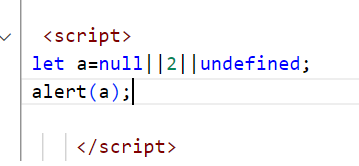 <script>
let a=null||2||undefined;
alert(a);
</script>